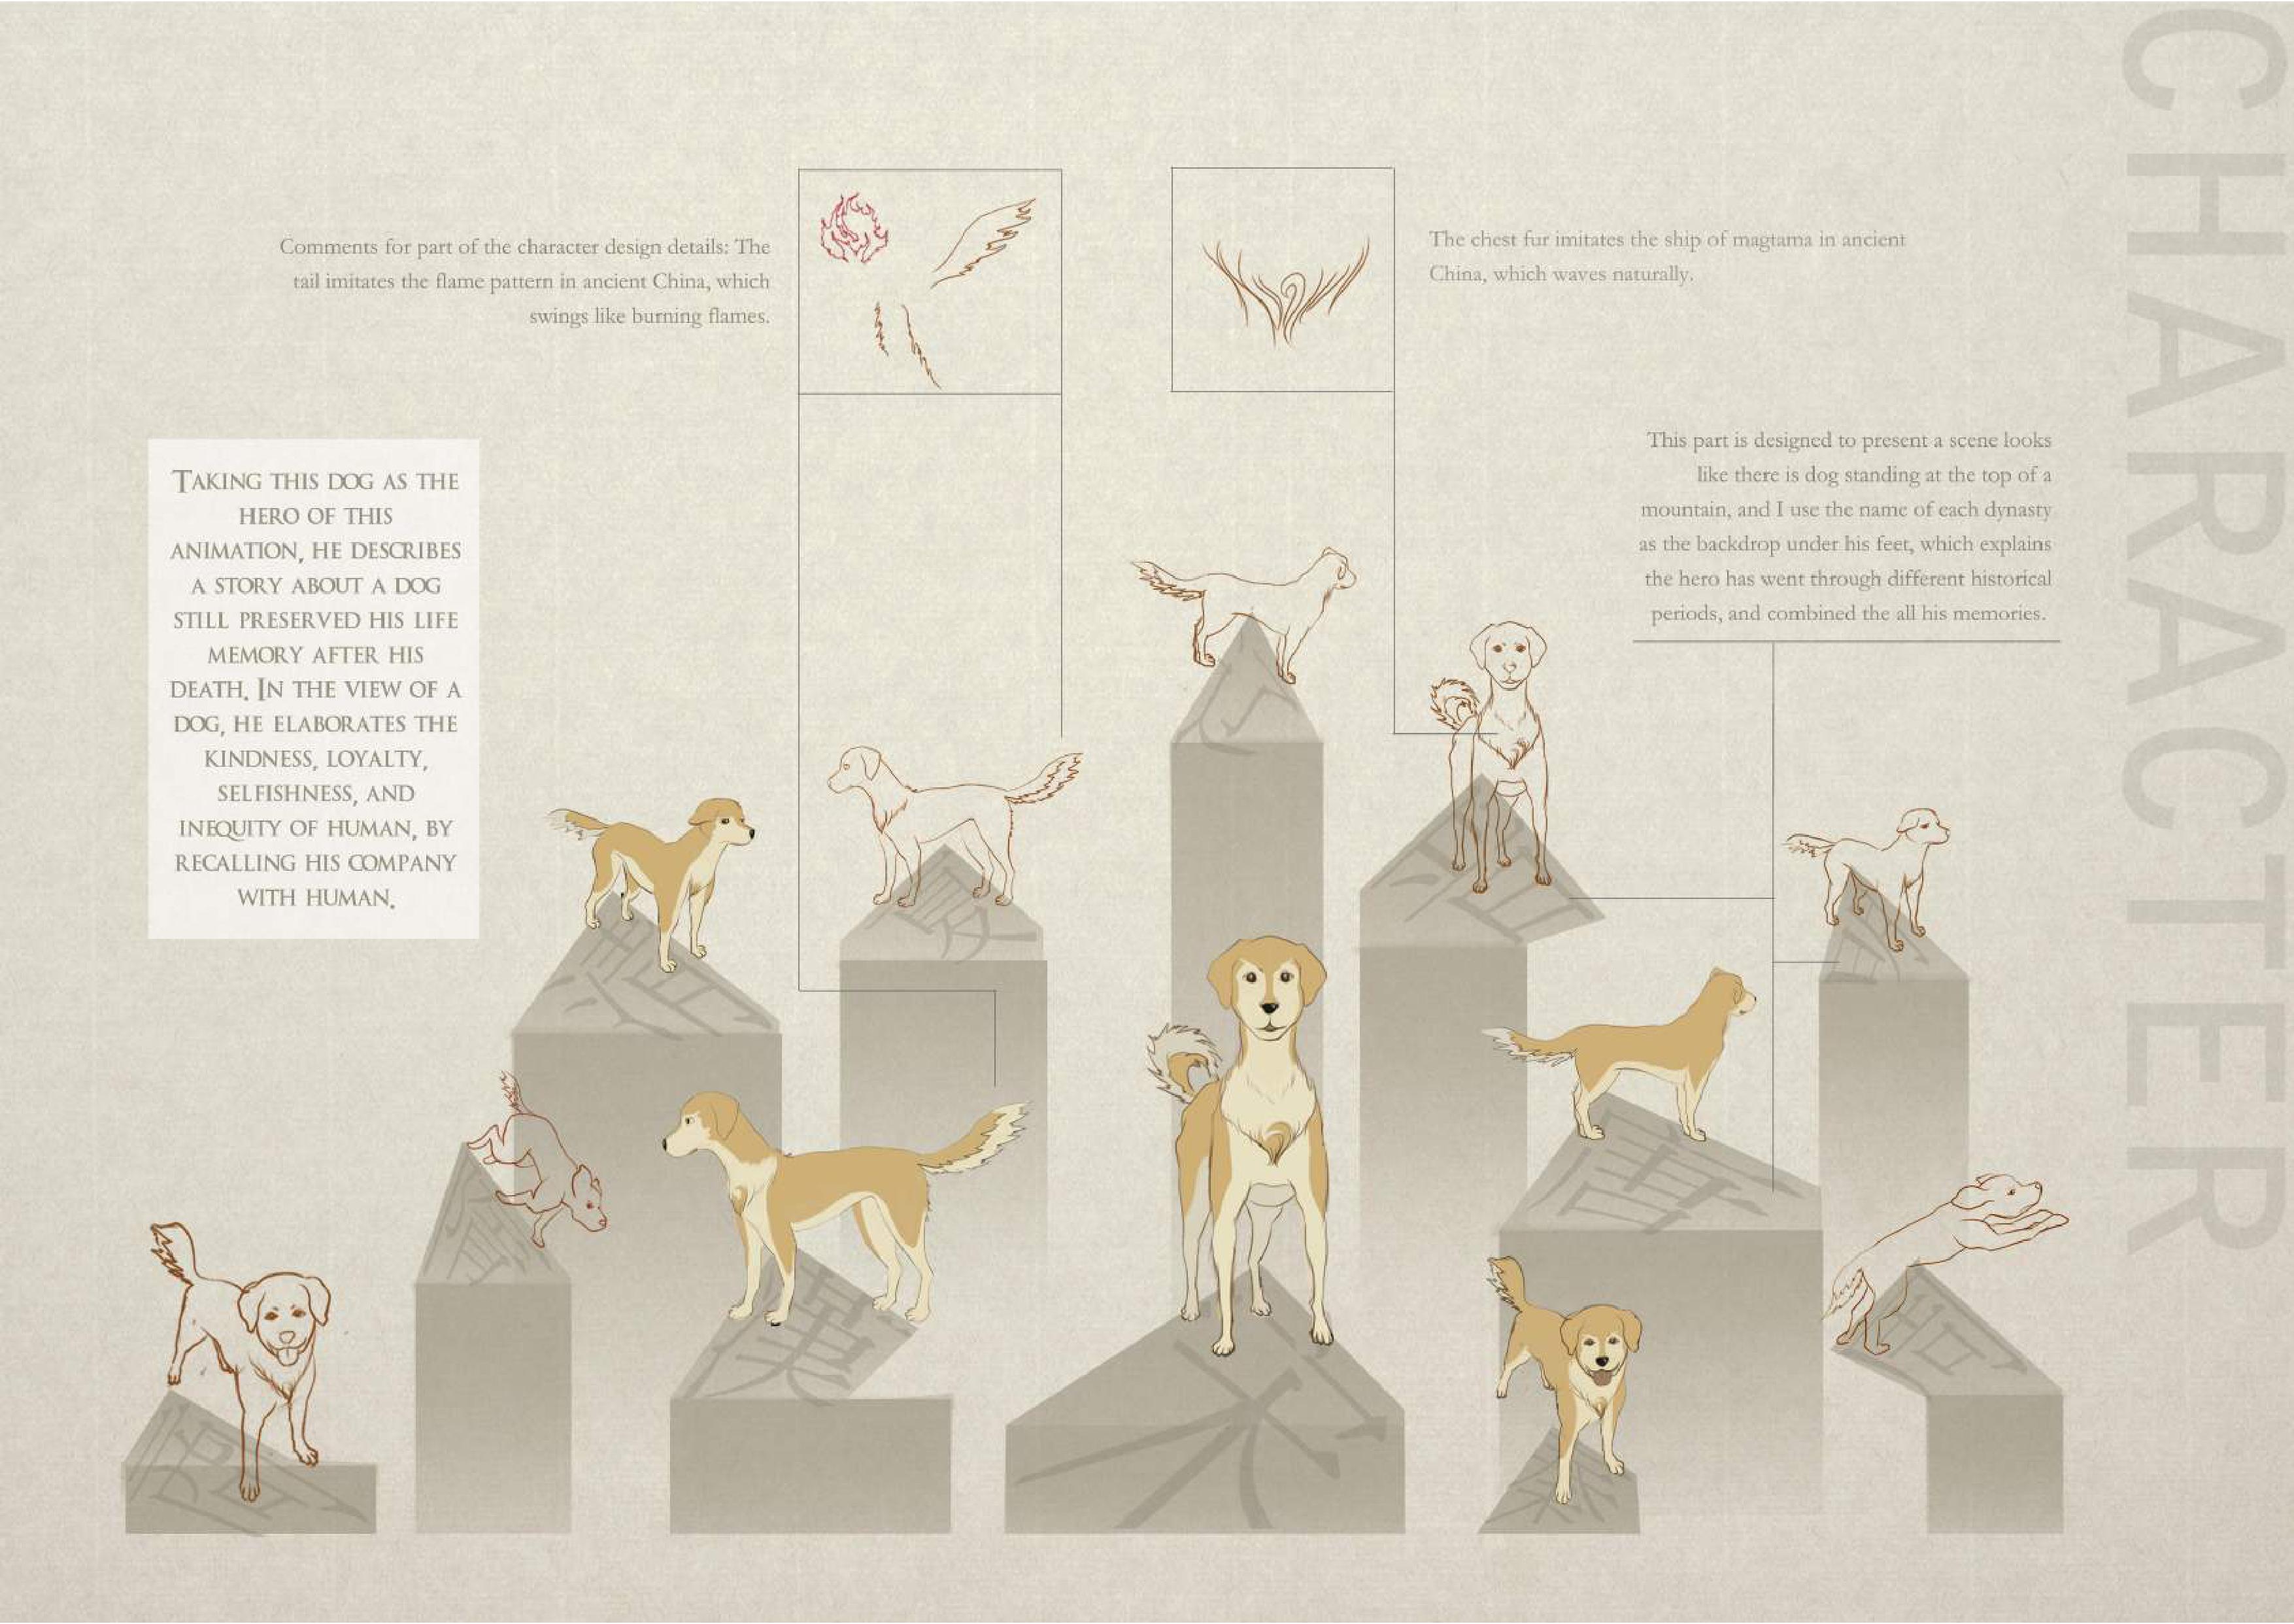 CHARACTER
Comments for part of the character design details: The
tail imitates the flame pattern in ancient China, which
swings like burning flames.
The chest fur imitates the ship of magtama in ancient
China, which waves naturally.
This part is designed to present a scene looks
like there is dog standing at the top of a
mountain, and I use the name of each dynasty
as the backdrop under his feet, which explains
the hero has went through different historical
periods, and combined the all his memories.
TAKING THIS DOG AS THE
HERO OF THIS
ANIMATION, HE DESCRIBES
A STORY ABOUT A DOG
STILL PRESERVED HIS LIFE
MEMORY AFTER HIS
DEATH. IN THE VIEW OF A
DOG, HE ELABORATES THE
KINDNESS, LOYALTY,
SELFISHNESS, AND
INEQUITY OF HUMAN, BY
RECALLING HIS COMPANY
WITH HUMAN.
夏
漢
秦